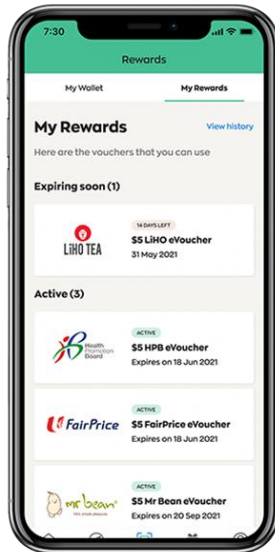 7:30
Rewards
My Wallet
My Rewards
My Rewards
View history
Here are the vouchers that you can use
Expiring soon (1)
LiHO TEA
14 DAYS LEFT
$5 LiHO eVoucher
31 May 2021
Active (3)
Health
Promotion
Board
ACTIVE
$5 HPB eVoucher
Expires on 18 Jun 2021
FairPrice
ACTIVE
$5 FairPrice eVoucher
Expires on 18 Jun 2021
mr bean
ACTIVE
$5 Mr Bean eVoucher
Expires on 20 Sep 2021